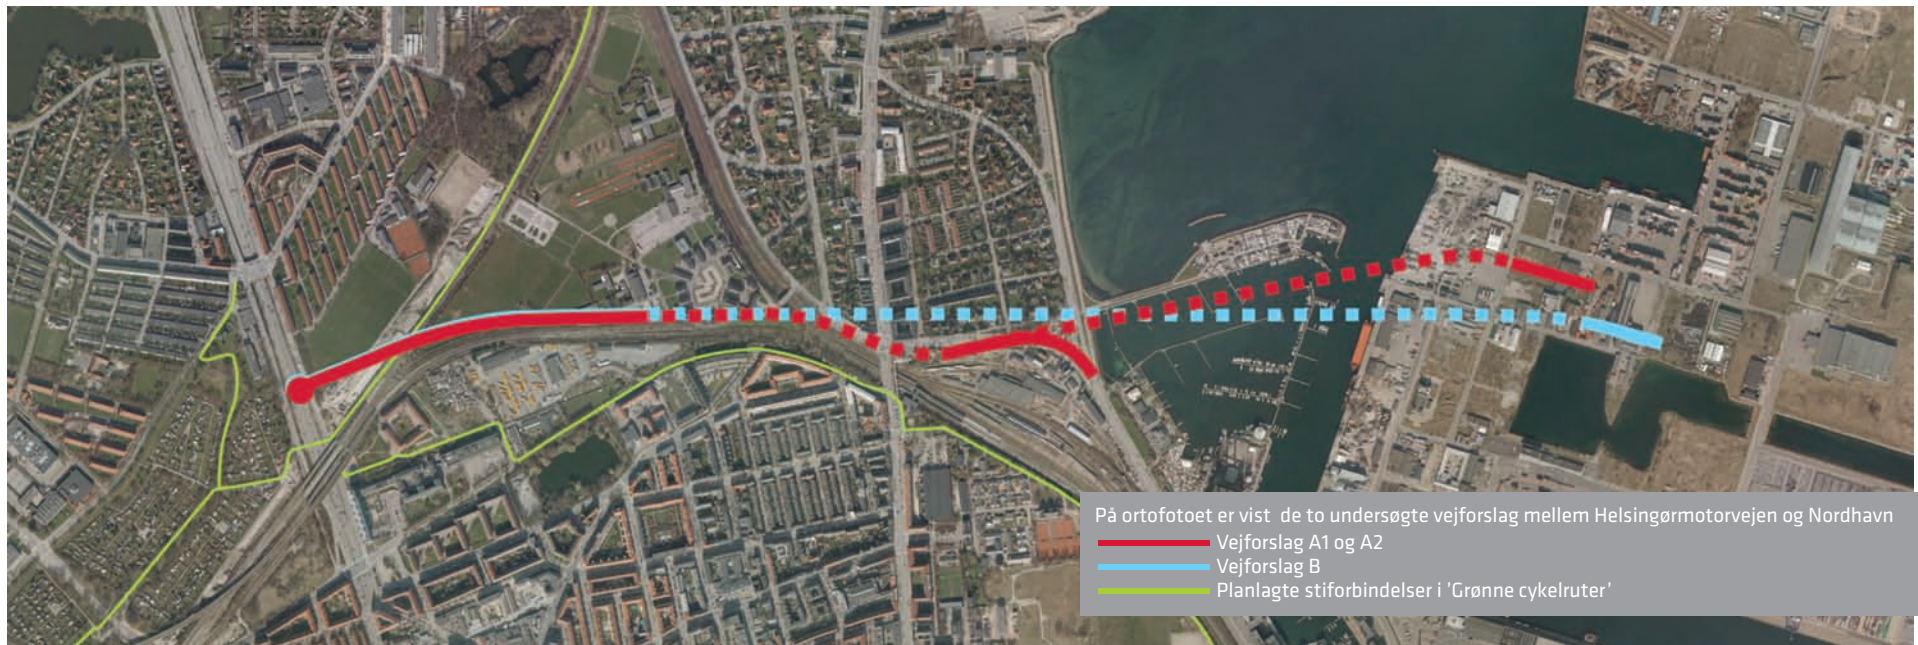 På ortofotoet er vist de to undersøgte vejforslag mellem Helsingørmotorvejen og Nordhavn
Vejforslag A1 og A2
Vejforslag B
Planlagte stiforbindelser i 'Grønne cykelruter'